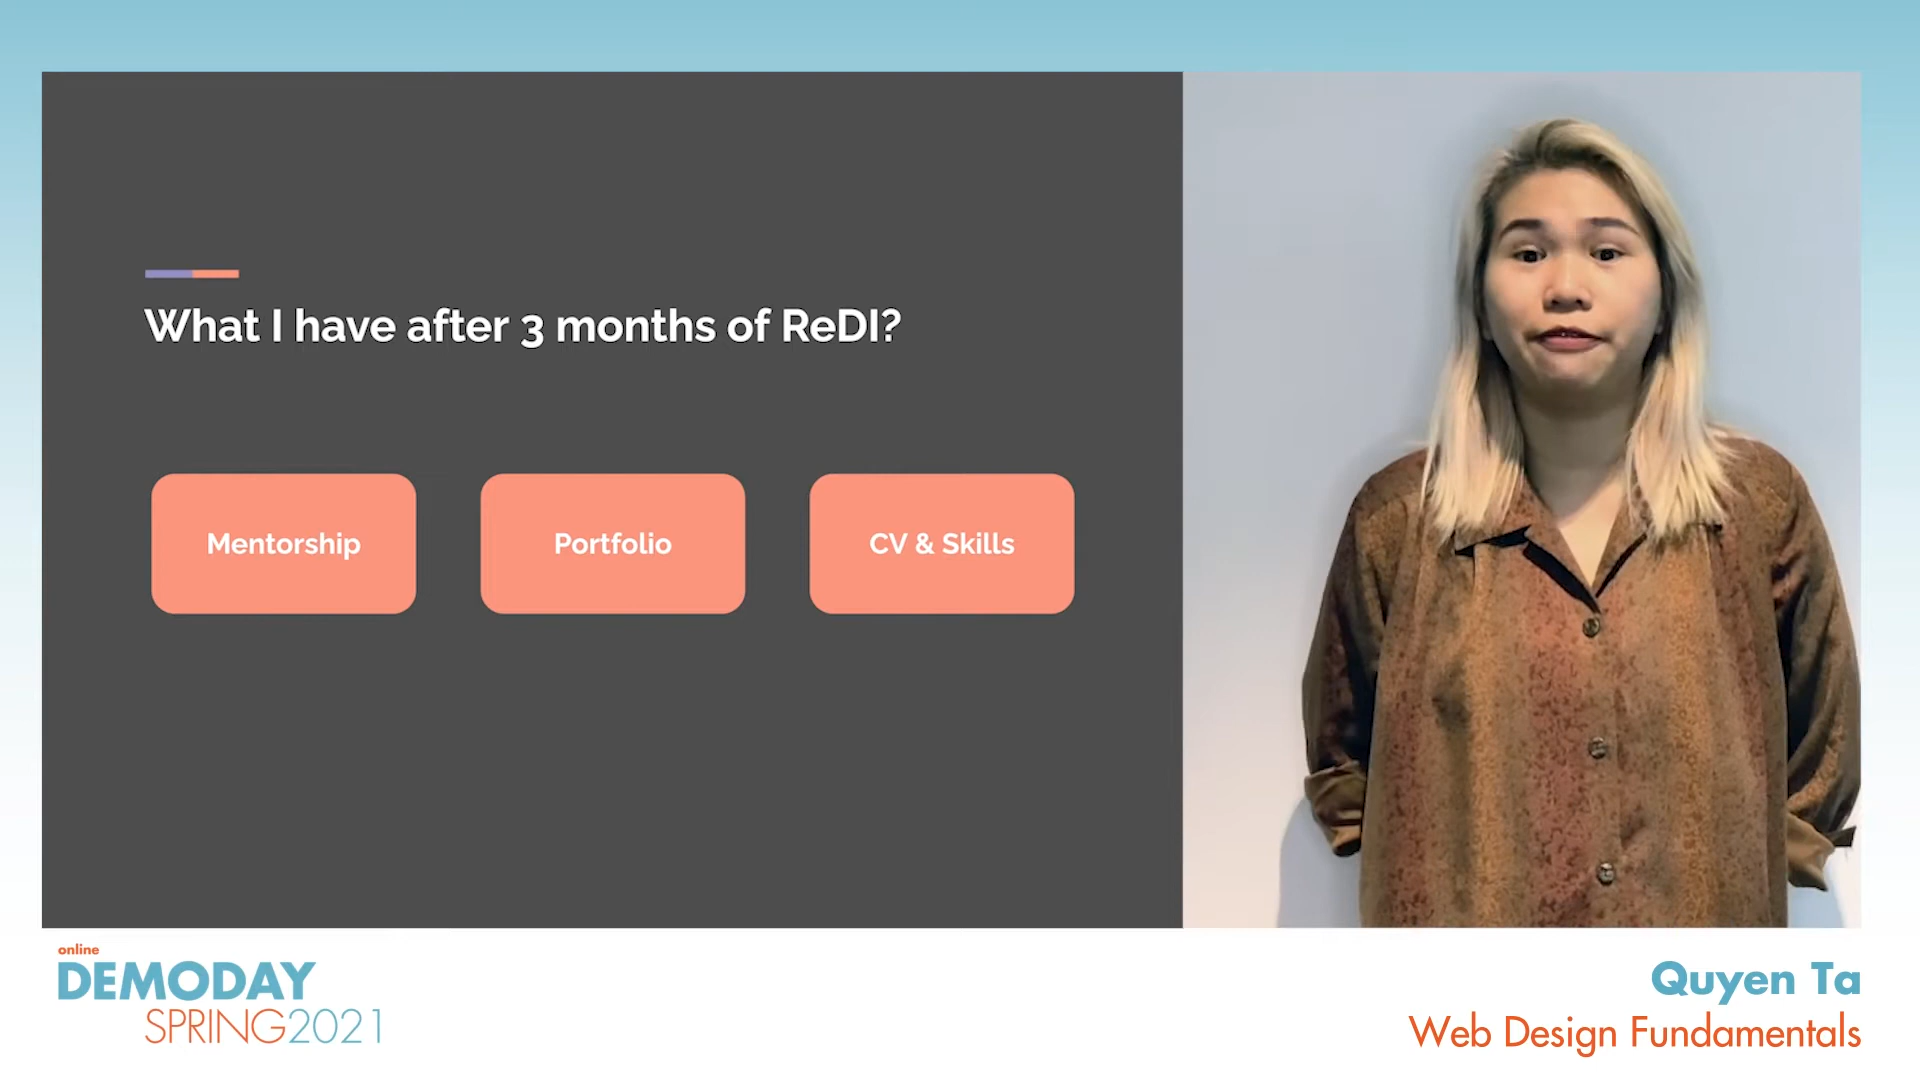 What I have after 3 months of ReDI?
Mentorship
Portfolio
CV & Skills
online
DEMODAY
SPRING2021
Quyen Ta
Web Design Fundamentals